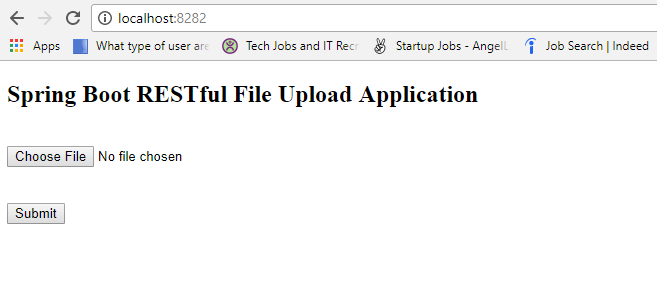 localhost:8282
Apps What type of user are Tech Jobs and IT Recr Startup Jobs - AngelL Job Search | Indeed
Spring Boot RESTful File Upload Application
Choose File No file chosen
Submit